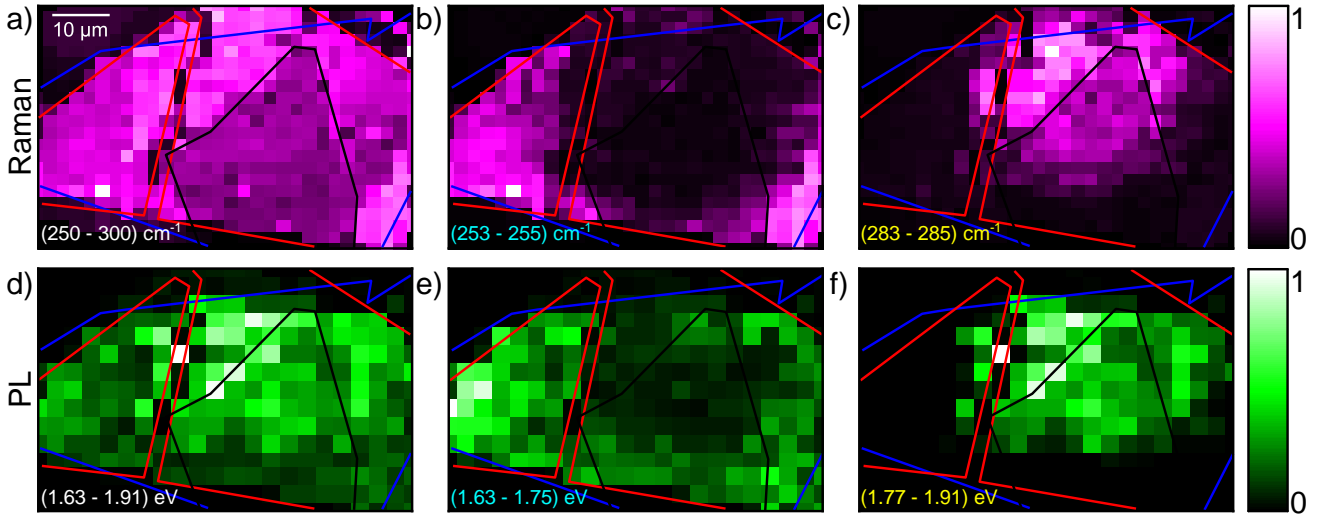 a)
10 µm
b)
c)
1
Raman
(250 - 300) cm⁻¹
(253 - 255) cm⁻¹
(283 - 285) cm⁻¹
0
d)
e)
f)
1
PL
(1.63 - 1.91) eV
(1.63 - 1.75) eV
(1.77 - 1.91) eV
0